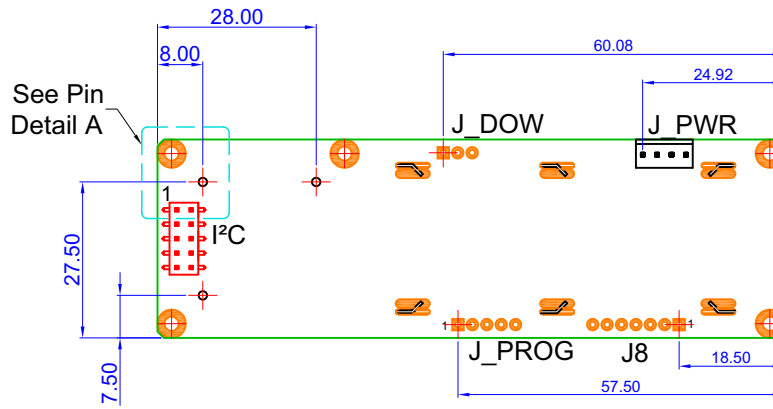 28.00
60.08
8.00
24.92
See Pin
Detail A
J_DOW
J_PWR
1
I²C
27.50
7.50
1
J_PROG
J8
1
18.50
57.50